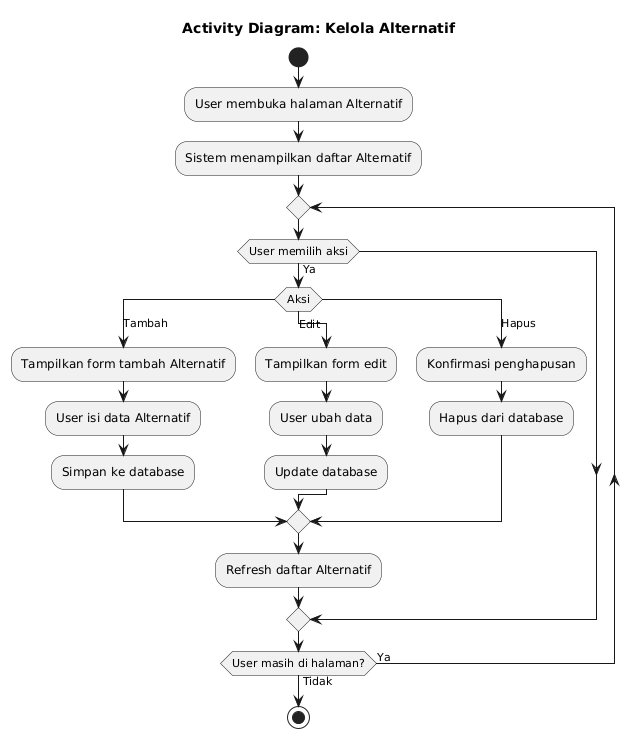 Activity Diagram: Kelola Alternatif
User membuka halaman Alternatif
Sistem menampilkan daftar Alternatif
User memilih aksi
Ya
Aksi
Tambah
Edit
Hapus
Tampilkan form tambah Alternatif
Tampilkan form edit
Konfirmasi penghapusan
User isi data Alternatif
User ubah data
Hapus dari database
Simpan ke database
Update database
Refresh daftar Alternatif
User masih di halaman?
Ya
Tidak